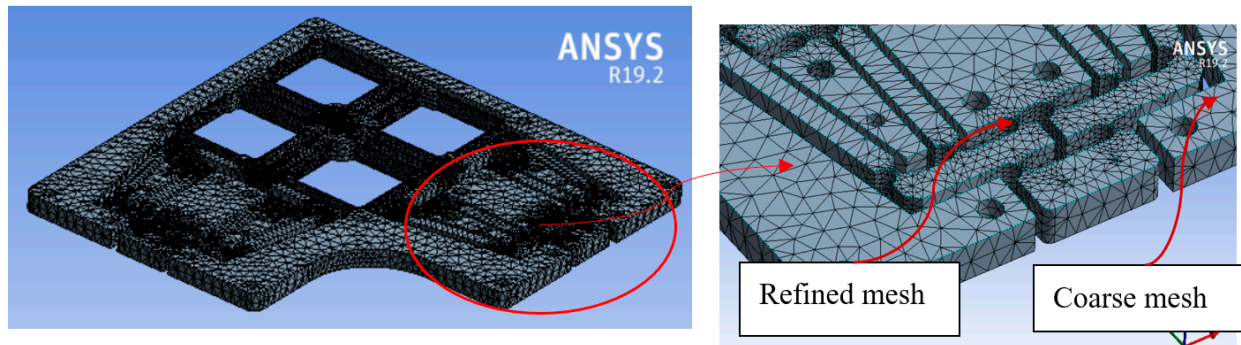 ANSYS
R19.2
ANSYS
R19.2
Refined mesh
Coarse mesh